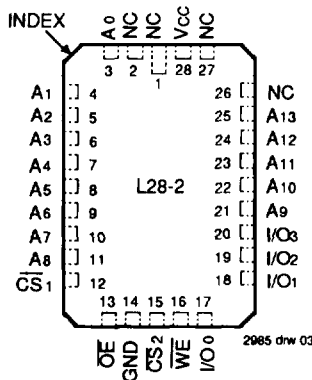 INDEX
A0 NC NC VCC NC
3 2 1 28 27
A1 4 26 NC
A2 5 25 A13
A3 6 24 A12
A4 7 23 A11
A5 8 L28-2 22 A10
A6 9 21 A9
A7 10 20 I/O3
A8 11 19 I/O2
CS1 12 18 I/O1
13 14 15 16 17
OE GND CS2 WE I/O0
2985 drw 03